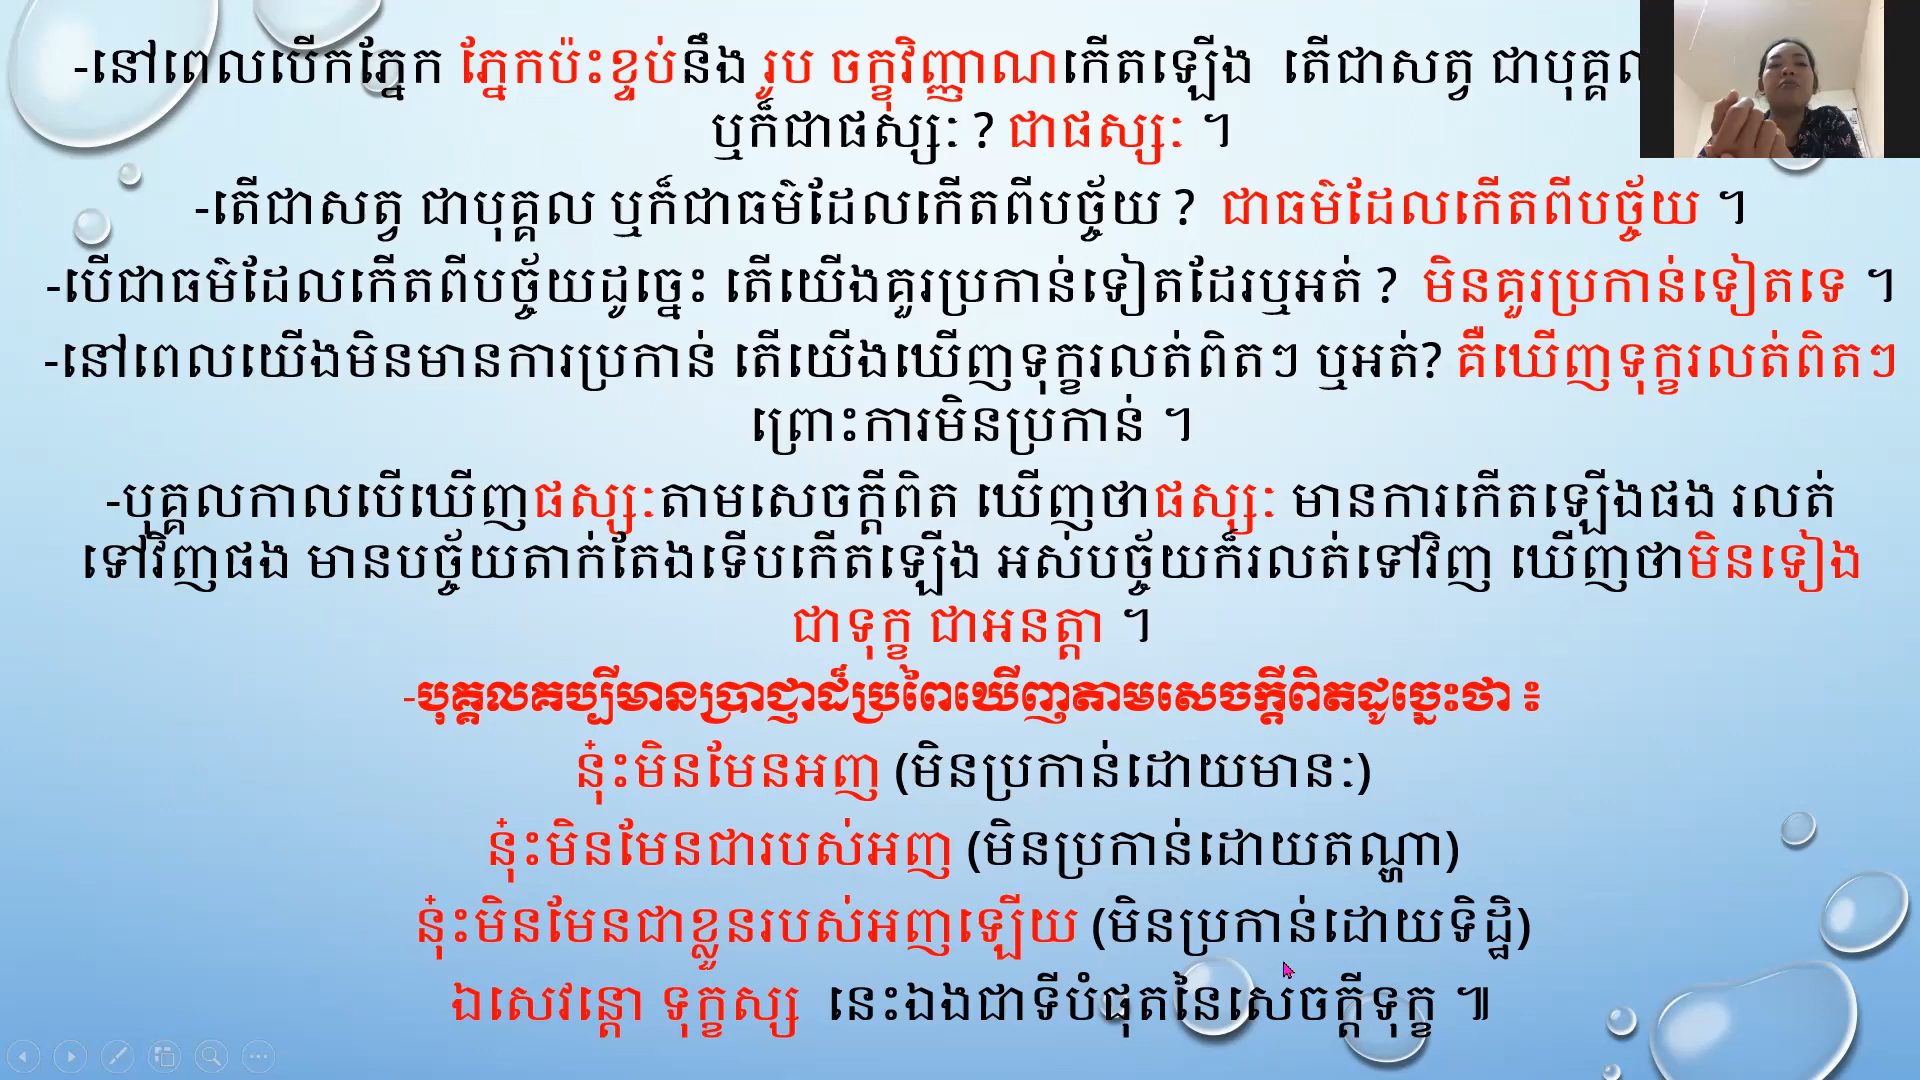 -នៅពេលបើកភ្នែក ភ្នែកប៉ះខ្ទប់នឹង រូប ចក្ខុវិញ្ញាណកើតឡើង តើជាសត្វ ជាបុគ្គល
ឬក៏ជាផស្សៈ ? ជាផស្សៈ ។
-តើជាសត្វ ជាបុគ្គល ឬក៏ជាធម៌ដែលកើតពីបច្ច័យ ? ជាធម៌ដែលកើតពីបច្ច័យ ។
-បើជាធម៌ដែលកើតពីបច្ច័យដូច្នេះ តើយើងគួរប្រកាន់ទៀតដែរឬអត់ ? មិនគួរប្រកាន់ទៀតទេ ។
-នៅពេលយើងមិនមានការប្រកាន់ តើយើងឃើញទុក្ខរលត់ពិតៗ ឬអត់? គឺឃើញទុក្ខរលត់ពិតៗ
ព្រោះការមិនប្រកាន់ ។
-បុគ្គលកាលបើឃើញផស្សៈតាមសេចក្តីពិត ឃើញថាផស្សៈ មានការកើតឡើងផង រលត់
ទៅវិញផង មានបច្ច័យតាក់តែងទើបកើតឡើង អស់បច្ច័យក៏រលត់ទៅវិញ ឃើញថាមិនទៀង
ជាទុក្ខ ជាអនត្តា ។
-បុគ្គលគប្បីមានប្រាជ្ញាដ៏ប្រពៃឃើញតាមសេចក្តីពិតដូច្នេះថា ៖
នុ៎ះមិនមែនអញ (មិនប្រកាន់ដោយមានៈ)
នុ៎ះមិនមែនជារបស់អញ (មិនប្រកាន់ដោយតណ្ហា)
នុ៎ះមិនមែនជាខ្លួនរបស់អញឡើយ (មិនប្រកាន់ដោយទិដ្ឋិ)
ឯសេវន្តោ ទុក្ខស្ស នេះឯងជាទីបំផុតនៃសេចក្តីទុក្ខ ៕